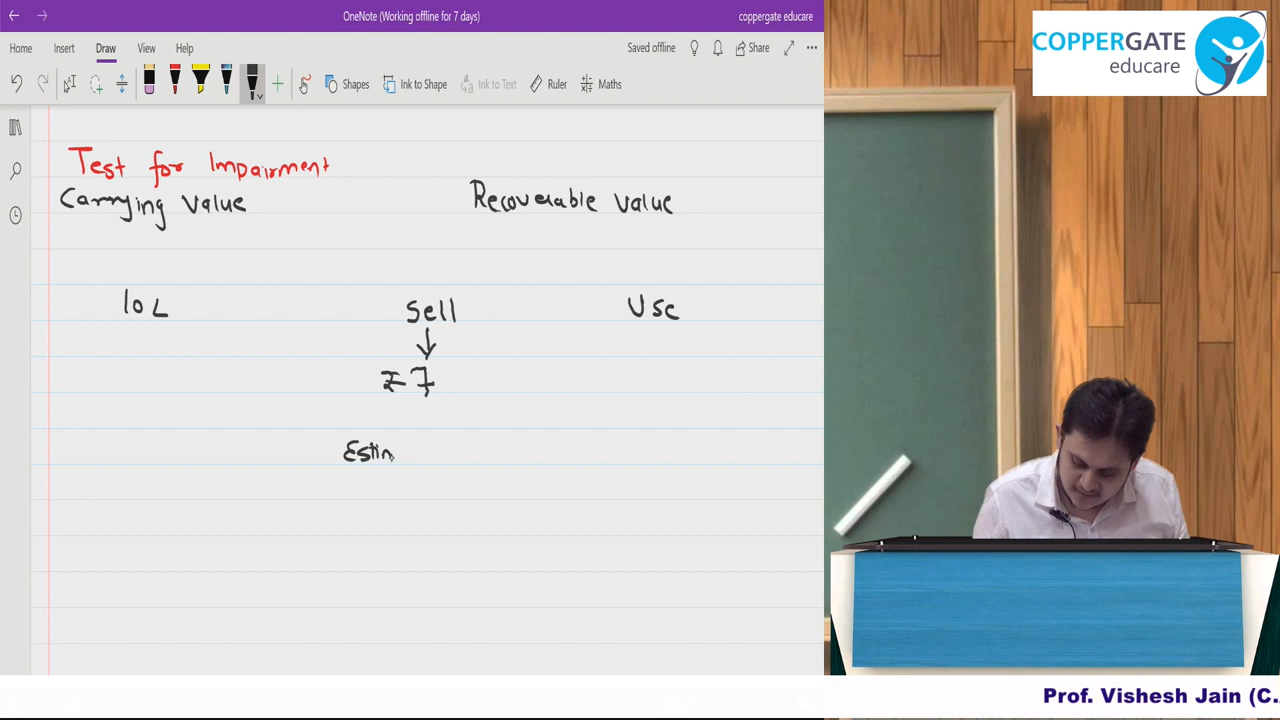 OneNote (Working offline for 7 days)
coppergate educare
Home Insert Draw View Help
Saved offline
Share
Shapes
Ink to Shape
Ink to Text
Ruler
Maths
COPPERGATE
educare
Test for Impairment
Carrying Value
Recoverable Value
10 L
Sell
Use
7
Estim
Prof. Vishesh Jain (C.